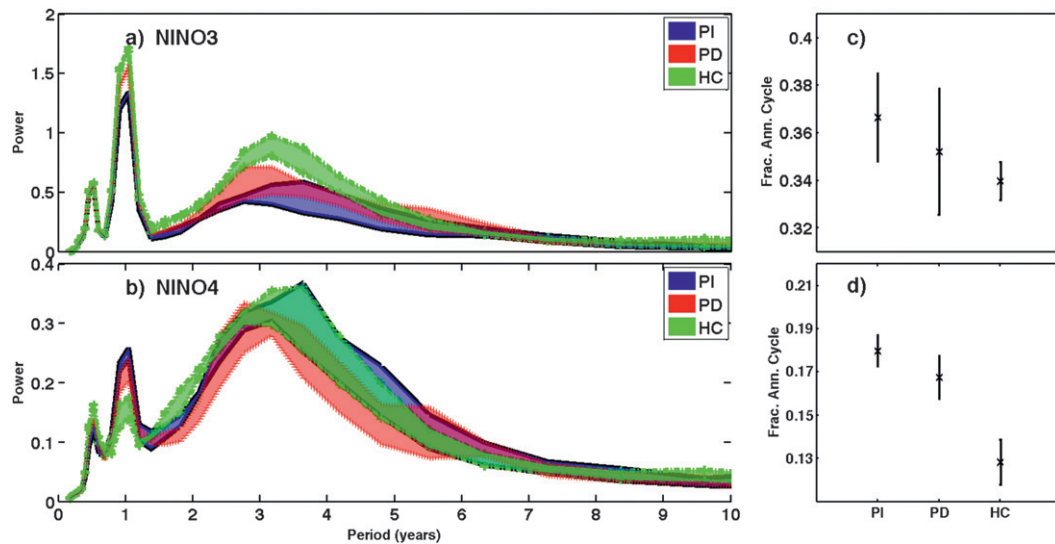 a) NINO3
Power
2
1.5
1
0.5
0
PI
PD
HC
b) NINO4
Power
0.4
0.3
0.2
0.1
0
PI
PD
HC
0 1 2 3 4 5 6 7 8 9 10
Period (years)
c)
Frac. Ann. Cycle
0.4
0.36
0.34
0.32
d)
Frac. Ann. Cycle
0.21
0.19
0.17
0.15
0.13
PI PD HC